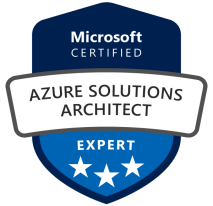 Microsoft
CERTIFIED
AZURE SOLUTIONS
ARCHITECT
EXPERT